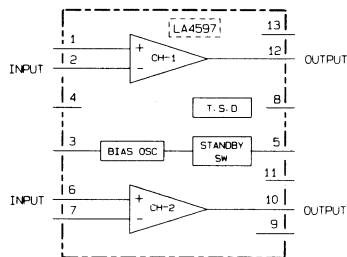 LA4597
13
1
+
CH-1
12
OUTPUT
INPUT
2
-
4
T.S.D
8
3
BIAS OSC
STANDBY
SW
5
11
INPUT
6
+
CH-2
10
OUTPUT
7
-
9